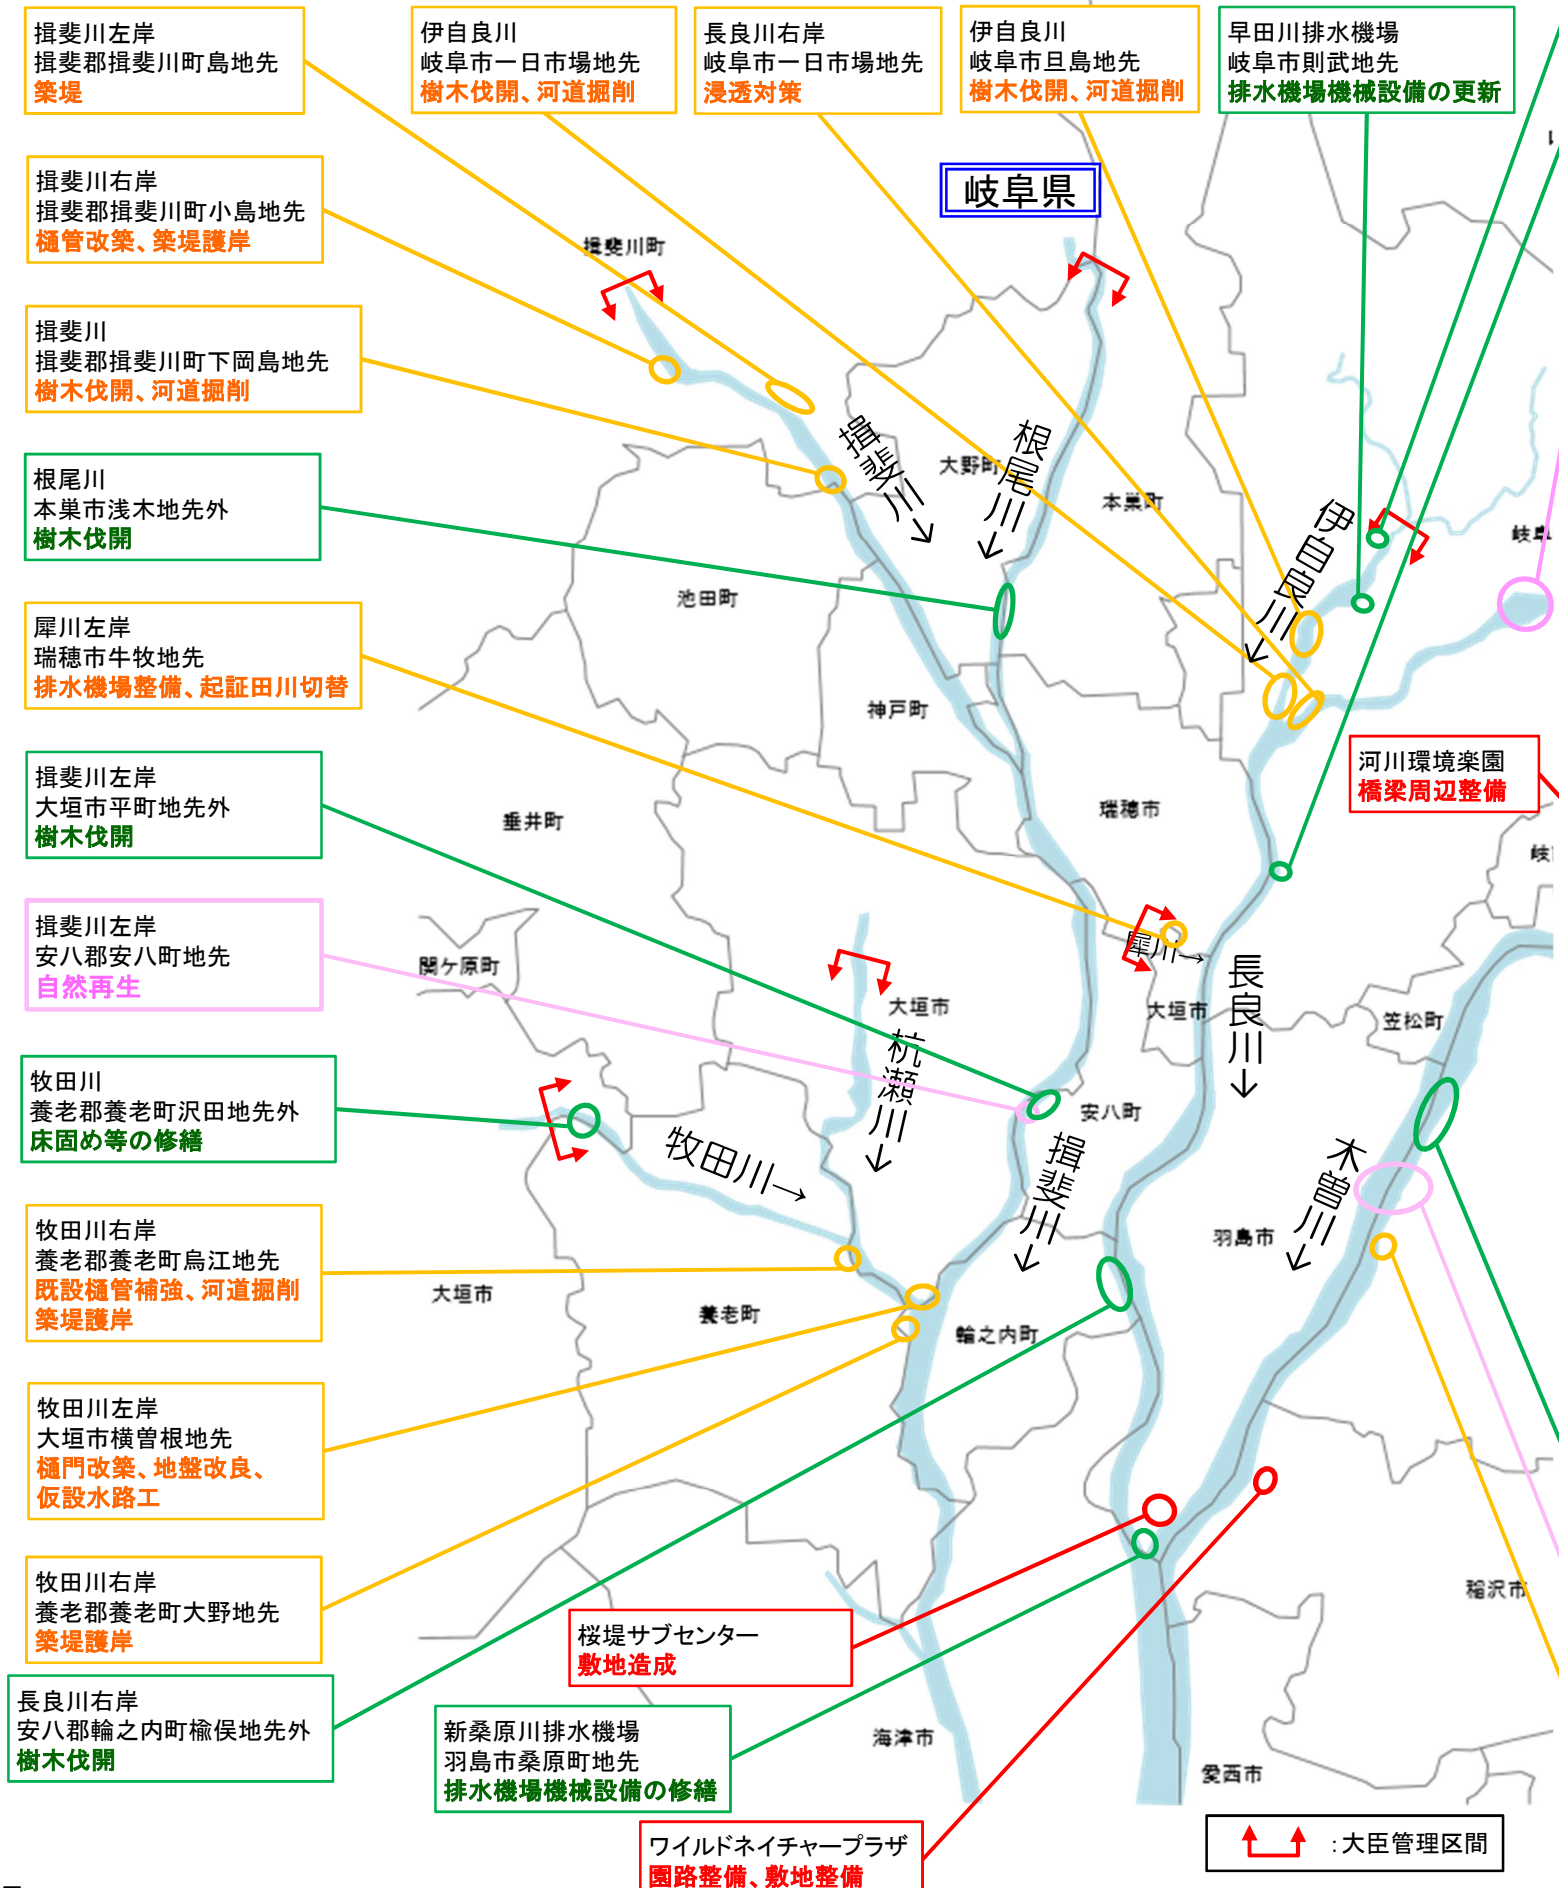 揖斐川左岸
揖斐郡揖斐川町島地先
築堤
伊自良川
岐阜市一日市場地先
樹木伐開、河道掘削
長良川右岸
岐阜市一日市場地先
浸透対策
伊自良川
岐阜市旦島地先
樹木伐開、河道掘削
早田川排水機場
岐阜市則武地先
排水機場機械設備の更新
岐阜県
揖斐川右岸
揖斐郡揖斐川町小島地先
樋管改築、築堤護岸
揖斐川町
揖斐川
揖斐郡揖斐川町下岡島地先
樹木伐開、河道掘削
揖斐川→
大野町
根尾川→
本巣町
伊自良川→
岐阜
根尾川
本巣市浅木地先外
樹木伐開
池田町
犀川左岸
瑞穂市牛牧地先
排水機場整備、起証田川切替
神戸町
河川環境楽園
橋梁周辺整備
揖斐川左岸
大垣市平町地先外
樹木伐開
垂井町
瑞穂市
岐
揖斐川左岸
安八郡安八町地先
自然再生
関ケ原町
犀川→
大垣市
大垣市
長良川→
笠松町
杭瀬川→
牧田川
養老郡養老町沢田地先外
床固め等の修繕
牧田川→
安八町
揖斐川→
木曽川→
羽島市
牧田川右岸
養老郡養老町烏江地先
既設樋管補強、河道掘削
築堤護岸
大垣市
養老町
輪之内町
牧田川左岸
大垣市横曽根地先
樋門改築、地盤改良、
仮設水路工
牧田川右岸
養老郡養老町大野地先
築堤護岸
稲沢市
桜堤サブセンター
敷地造成
長良川右岸
安八郡輪之内町楡俣地先外
樹木伐開
新桑原川排水機場
羽島市桑原町地先
排水機場機械設備の修繕
海津市
愛西市
ワイルドネイチャープラザ
園路整備、敷地整備
：大臣管理区間